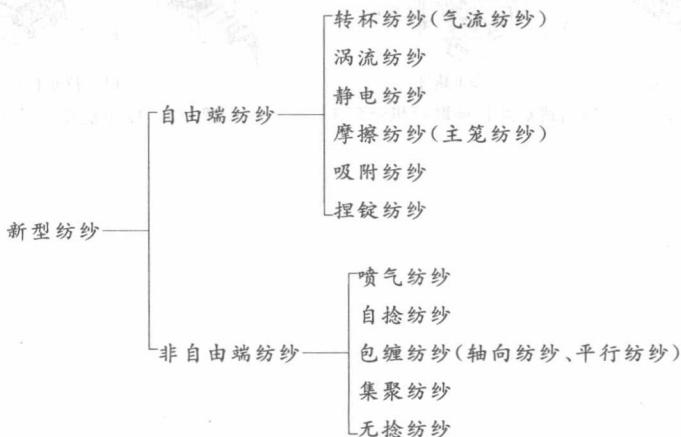 转杯纺纱(气流纺纱)
涡流纺纱
静电纺纱
自由端纺纱
摩擦纺纱(主笼纺纱)
吸附纺纱
捏锭纺纱
新型纺纱
喷气纺纱
自捻纺纱
非自由端纺纱
包缠纺纱(轴向纺纱、平行纺纱)
集聚纺纱
无捻纺纱